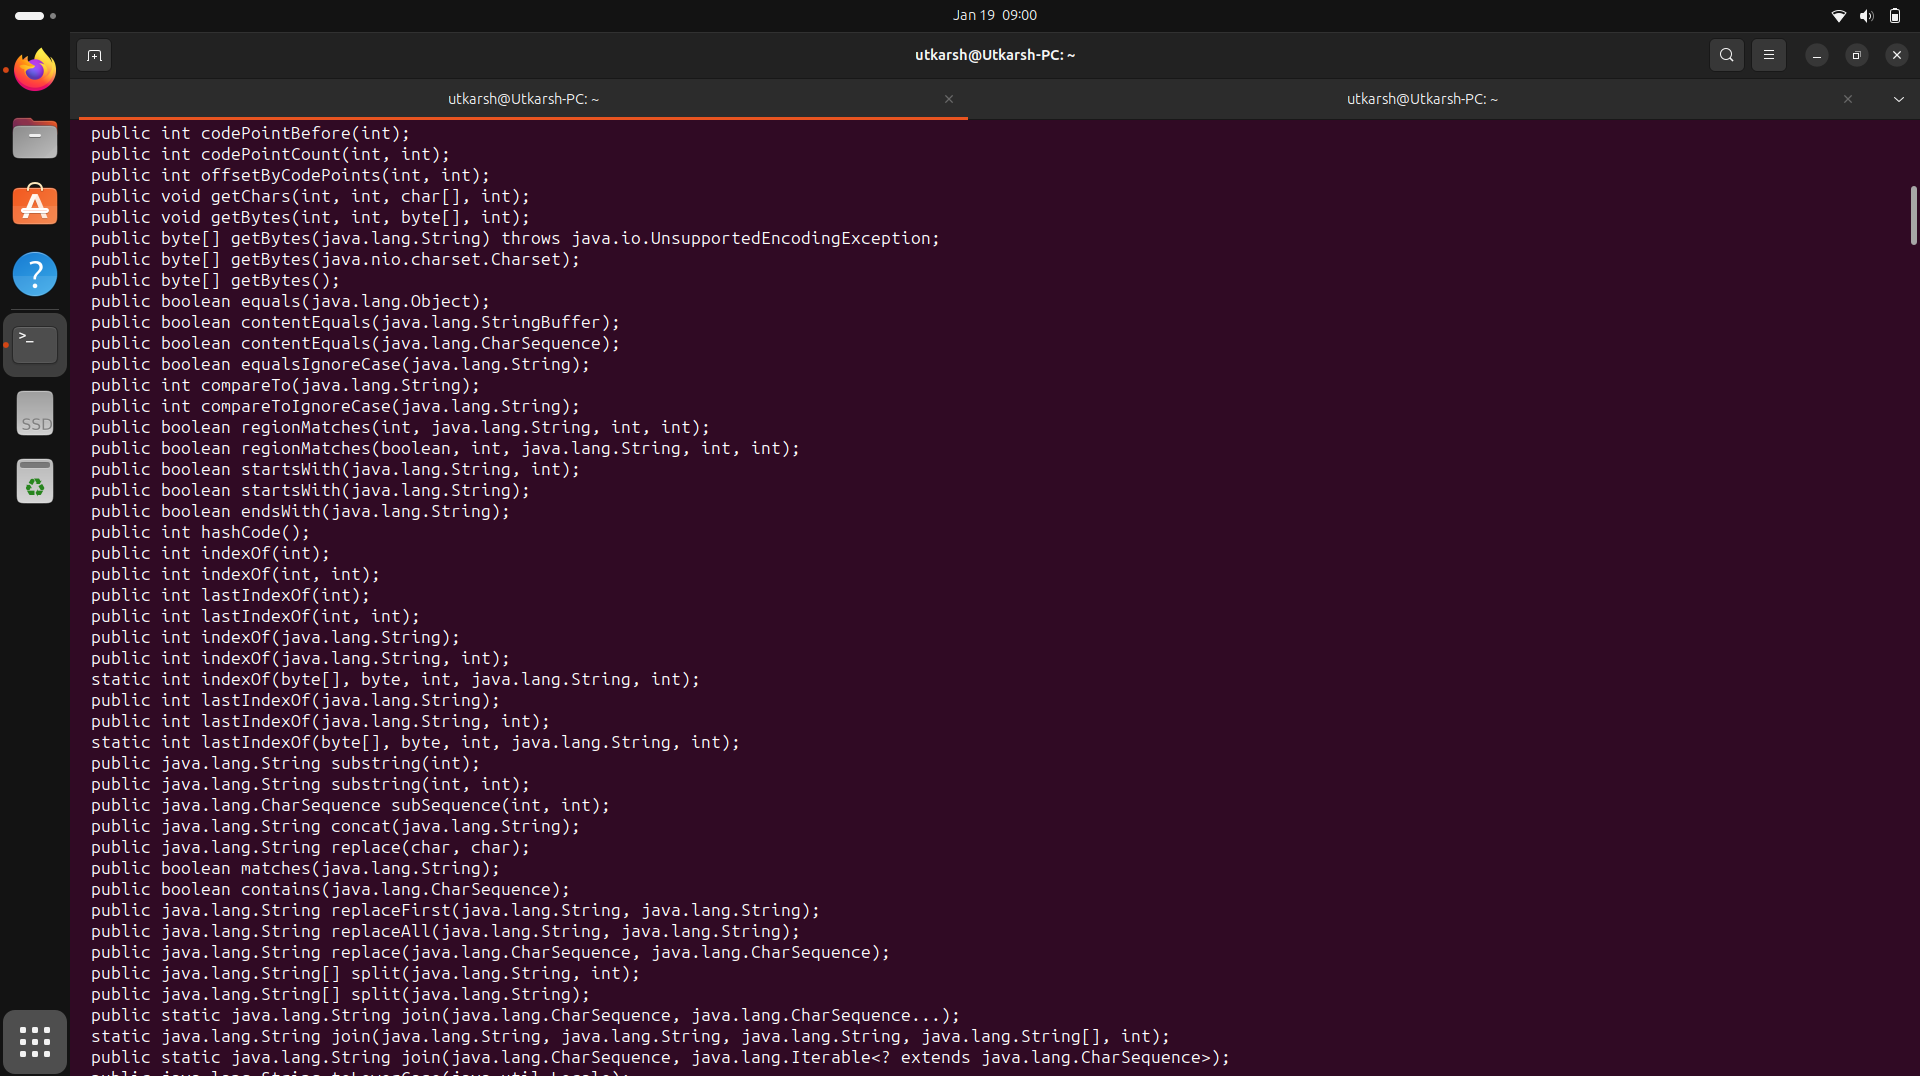 Jan 19 09:00
utkarsh@Utkarsh-PC: ~
utkarsh@Utkarsh-PC: ~
utkarsh@Utkarsh-PC: ~
public int codePointBefore(int);
public int codePointCount(int, int);
public int offsetByCodePoints(int, int);
public void getChars(int, int, char[], int);
public void getBytes(int, int, byte[], int);
public byte[] getBytes(java.lang.String) throws java.io.UnsupportedEncodingException;
public byte[] getBytes(java.nio.charset.Charset);
public byte[] getBytes();
public boolean equals(java.lang.Object);
public boolean contentEquals(java.lang.StringBuffer);
public boolean contentEquals(java.lang.CharSequence);
public boolean equalsIgnoreCase(java.lang.String);
public int compareTo(java.lang.String);
public int compareToIgnoreCase(java.lang.String);
public boolean regionMatches(int, java.lang.String, int, int);
public boolean regionMatches(boolean, int, java.lang.String, int, int);
public boolean startsWith(java.lang.String, int);
public boolean startsWith(java.lang.String);
public boolean endsWith(java.lang.String);
public int hashCode();
public int indexOf(int);
public int indexOf(int, int);
public int lastIndexOf(int);
public int lastIndexOf(int, int);
public int indexOf(java.lang.String);
public int indexOf(java.lang.String, int);
static int indexOf(byte[], byte, int, java.lang.String, int);
public int lastIndexOf(java.lang.String);
public int lastIndexOf(java.lang.String, int);
static int lastIndexOf(byte[], byte, int, java.lang.String, int);
public java.lang.String substring(int);
public java.lang.String substring(int, int);
public java.lang.CharSequence subSequence(int, int);
public java.lang.String concat(java.lang.String);
public java.lang.String replace(char, char);
public boolean matches(java.lang.String);
public boolean contains(java.lang.CharSequence);
public java.lang.String replaceFirst(java.lang.String, java.lang.String);
public java.lang.String replaceAll(java.lang.String, java.lang.String);
public java.lang.String replace(java.lang.CharSequence, java.lang.CharSequence);
public java.lang.String[] split(java.lang.String, int);
public java.lang.String[] split(java.lang.String);
public static java.lang.String join(java.lang.CharSequence, java.lang.CharSequence...);
static java.lang.String join(java.lang.String, java.lang.String, java.lang.String, java.lang.String[], int);
public static java.lang.String join(java.lang.CharSequence, java.lang.Iterable<? extends java.lang.CharSequence>);
public java.lang.String toLowerCase(java.util.Locale);
SSD